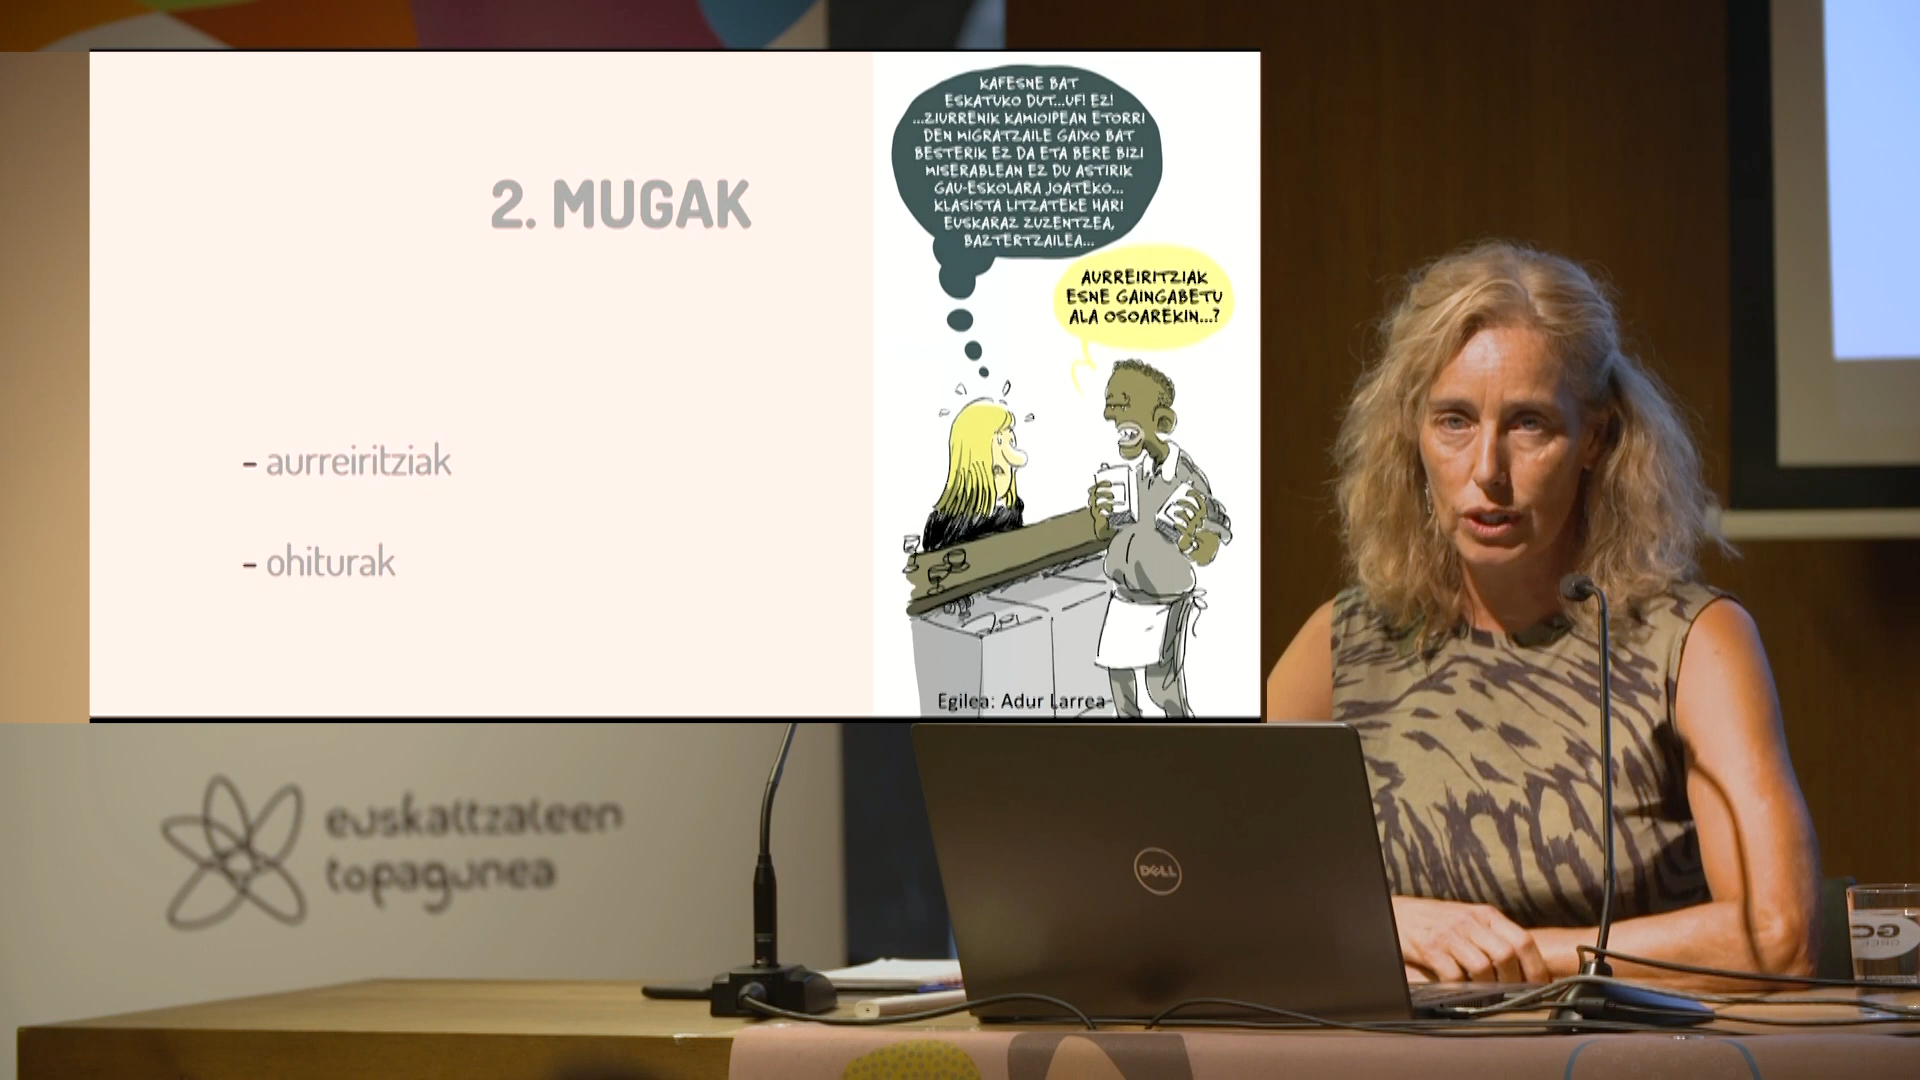 2. MUGAK
- aurreiritziak
- ohiturak
KAFESNE BAT
ESKATUKO DUT...UF! EZ!
...ZIURRENIK KAMIOIPEAN ETORRI
DEN MIGRATZAILE GAIXO BAT
BESTERIK EZ DA ETA BERE BIZI
MISERABLEAN EZ DU ASTIRIK
GAU-ESKOLARA JOATEKO...
KLASISTA LITZATEKE HARI
EUSKARAZ ZUZENTZEA,
BAZTERTZAILEA...
AURREIRITZIAK
ESNE GAINGABETU
ALA OSOAREKIN...?
Egilea: Adur Larrea
euskaltzaleen
topagunea
DELL